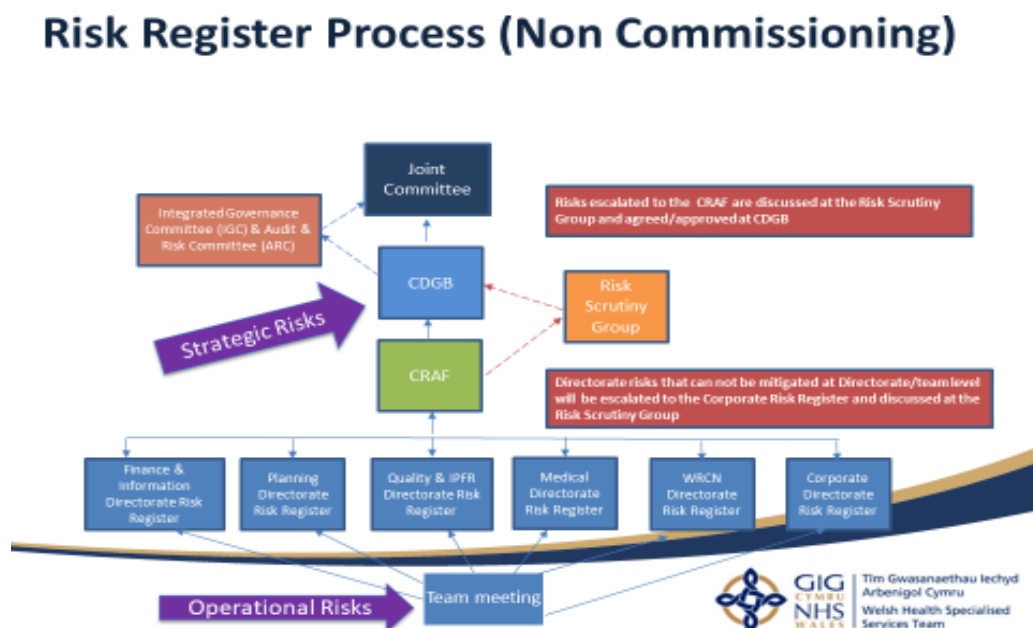 Risk Register Process (Non Commissioning)
Joint
Committee
Integrated Governance
Committee (IGC) & Audit &
Risk Committee (ARC)
Risks escalated to the CRAF are discussed at the Risk Scrutiny
Group and agreed/approved at CDGB
CDGB
Risk
Scrutiny
Group
Strategic Risks
CRAF
Directorate risks that can not be mitigated at Directorate/team level
will be escalated to the Corporate Risk Register and discussed at the
Risk Scrutiny Group
Finance &
Information
Directorate Risk
Register
Planning
Directorate
Risk Register
Quality & IPFR
Directorate Risk
Register
Medical
Directorate
Risk Register
WRCN
Directorate
Risk Register
Corporate
Directorate
Risk Register
Operational Risks
Team meeting
GIG
CYMRU
NHS
WALES
Tîm Gwasanaethau Iechyd
Arbenigol Cymru
Welsh Health Specialised
Services Team